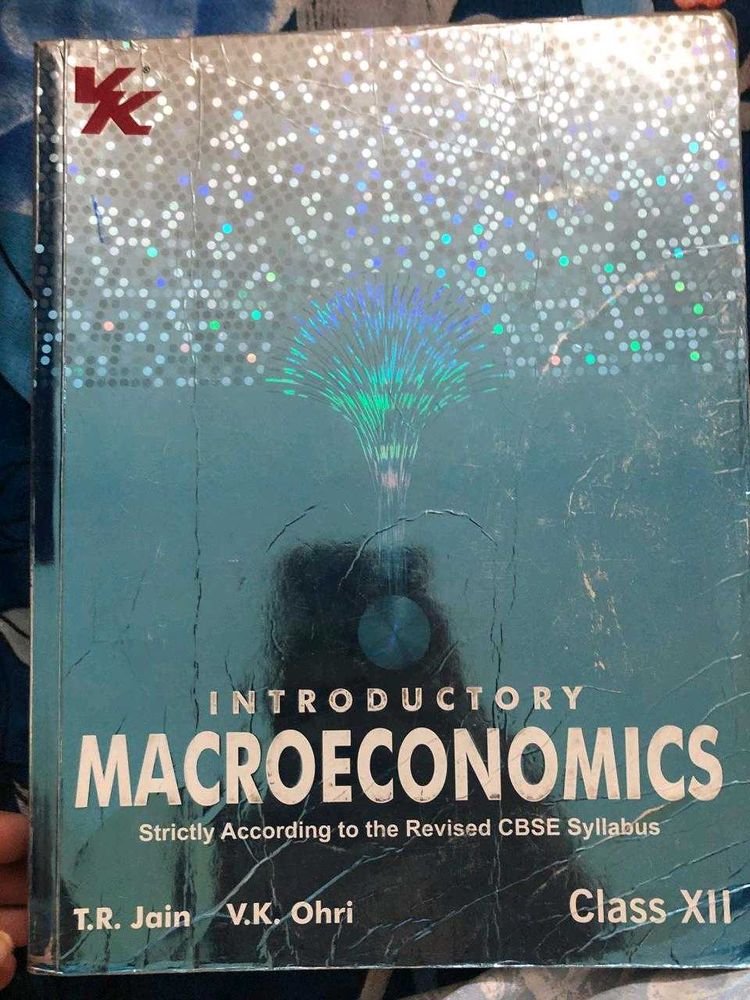 VK®
INTRODUCTORY
MACROECONOMICS
Strictly According to the Revised CBSE Syllabus
T.R. Jain V.K. Ohri Class XII